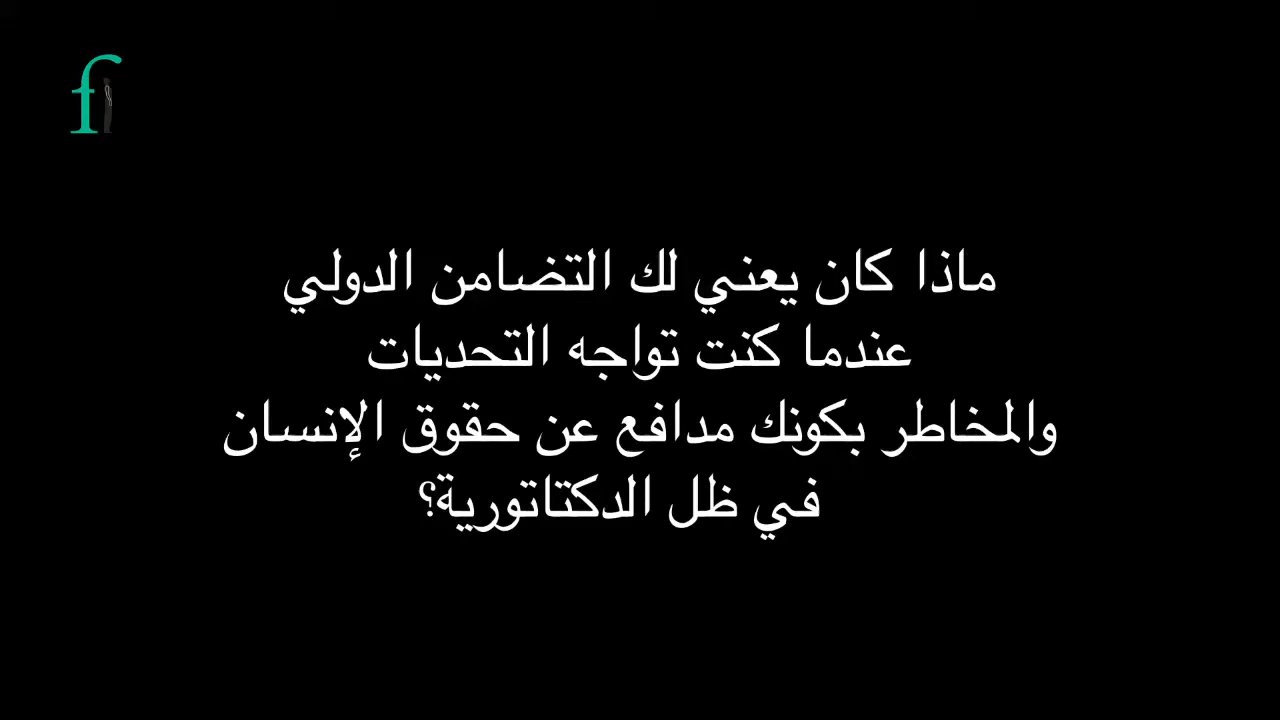 fi
ماذا كان يعني لك التضامن الدولي
عندما كنت تواجه التحديات
والمخاطر بكونك مدافع عن حقوق الإنسان
في ظل الدكتاتورية؟